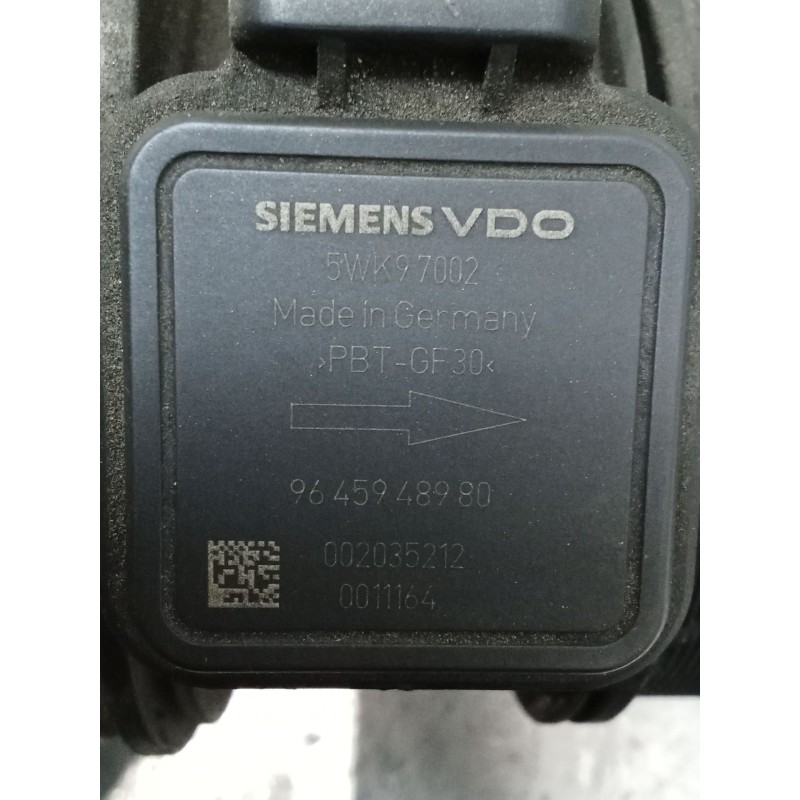 SIEMENS VDO
5WK9 7002
Made in Germany
>PBT-GF30<
96 459 489 80
002035212
0011164